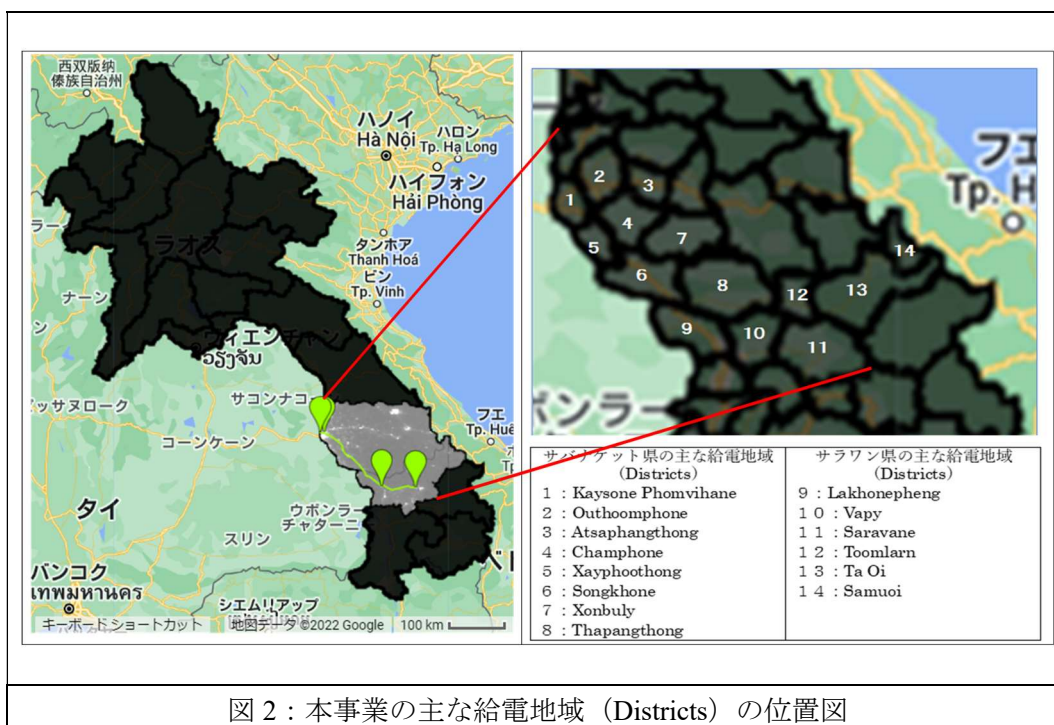 西双版纳
傣族自治州
ハノイ
Hà Nội
ハロン
Tp. Hạ Long
ハイフォン
Hải Phòng
ラオス
タンホア
Thanh Hoá
ビン
Tp. Vinh
ナーン
ヴィエンチャン
ວຽງຈັນ
サコンナコー
コーンケーン
フエ
Tp. Huế
タイ
ウボンラー
チャターニ
スリン
バンコク
เทพมหานคร
シエムリアップ
キーボード ショートカット
地図データ ©2022 Google
100 km
フエ
Tp. H
ボンラー
1
2
3
4
5
6
7
8
9
10
11
12
13
14
サバナケット県の主な給電地域
(Districts)
1：Kaysone Phomvihane
2：Outhoomphone
3：Atsaphangthong
4：Champhone
5：Xayphoothong
6：Songkhone
7：Xonbuly
8：Thapangthong
サラワン県の主な給電地域
(Districts)
9：Lakhonepheng
10：Vapy
11：Saravane
12：Toomlarn
13：Ta Oi
14：Samuoi
図 2：本事業の主な給電地域（Districts）の位置図